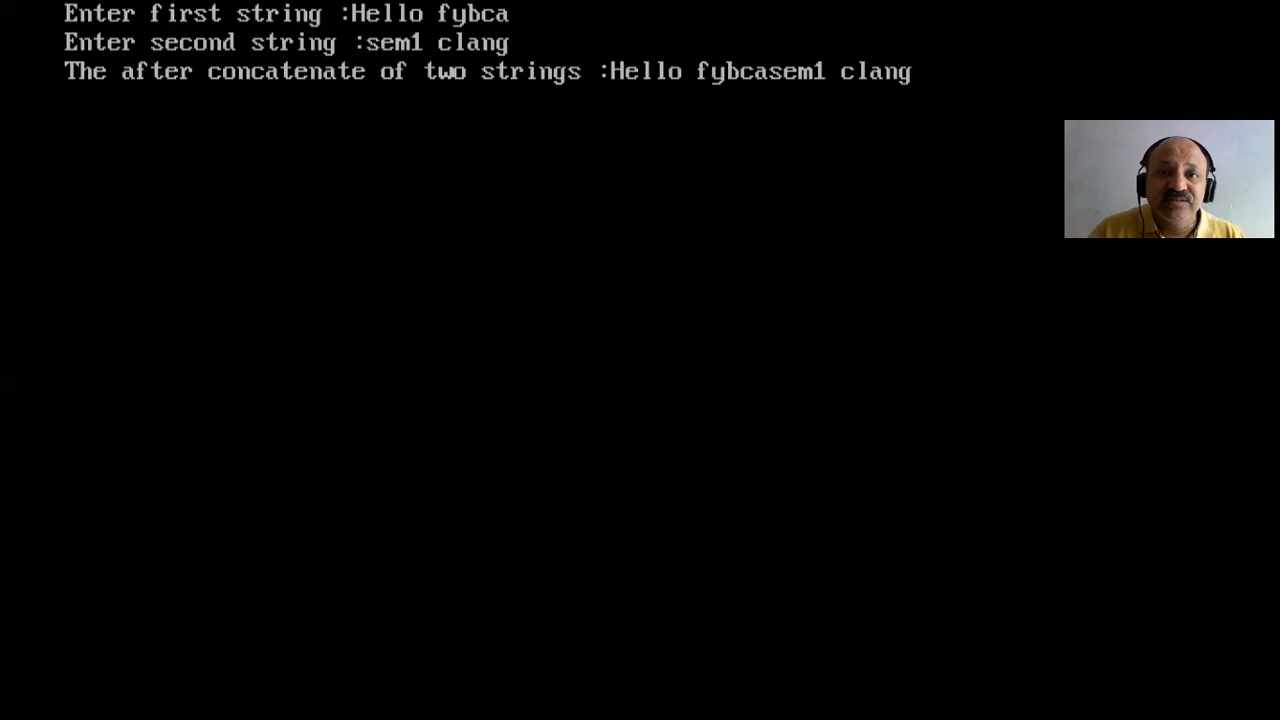 Enter first string :Hello fybca
Enter second string :sem1 clang
The after concatenate of two strings :Hello fybcasem1 clang